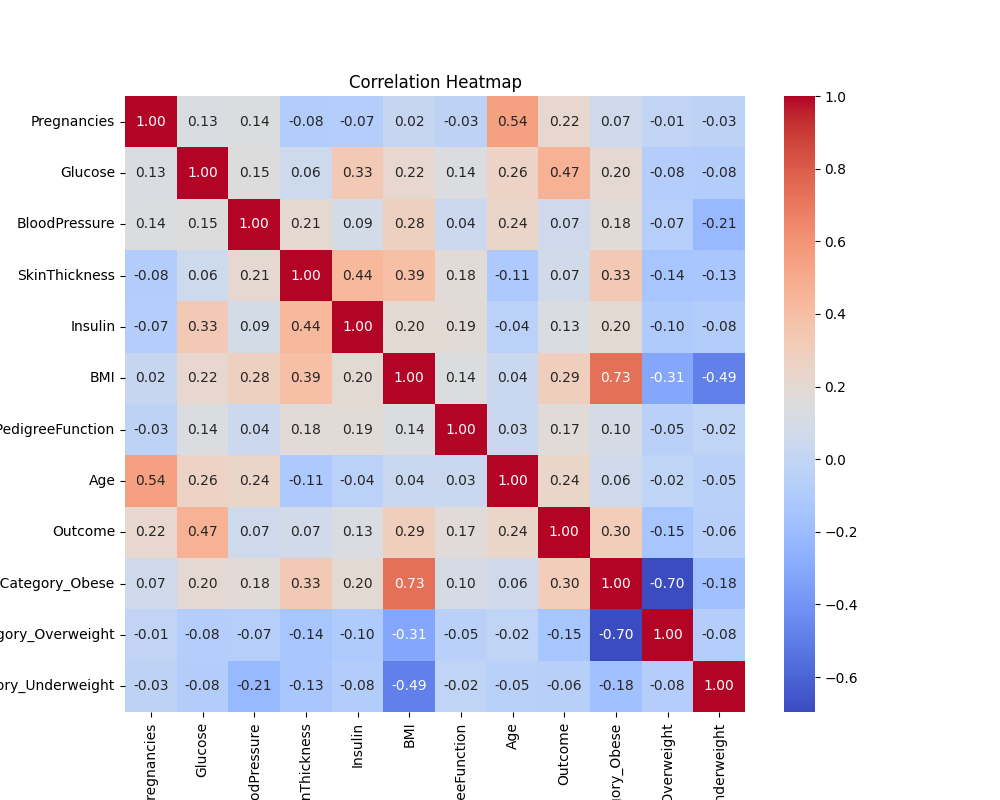 Correlation Heatmap
Pregnancies 1.00 0.13 0.14 -0.08 -0.07 0.02 -0.03 0.54 0.22 0.07 -0.01 -0.03
Glucose 0.13 1.00 0.15 0.06 0.33 0.22 0.14 0.26 0.47 0.20 -0.08 -0.08
BloodPressure 0.14 0.15 1.00 0.21 0.09 0.28 0.04 0.24 0.07 0.18 -0.07 -0.21
SkinThickness -0.08 0.06 0.21 1.00 0.44 0.39 0.18 -0.11 0.07 0.33 -0.14 -0.13
Insulin -0.07 0.33 0.09 0.44 1.00 0.20 0.19 -0.04 0.13 0.20 -0.10 -0.08
BMI 0.02 0.22 0.28 0.39 0.20 1.00 0.14 0.04 0.29 0.73 -0.31 -0.49
PedigreeFunction -0.03 0.14 0.04 0.18 0.19 0.14 1.00 0.03 0.17 0.10 -0.05 -0.02
Age 0.54 0.26 0.24 -0.11 -0.04 0.04 0.03 1.00 0.24 0.06 -0.02 -0.05
Outcome 0.22 0.47 0.07 0.07 0.13 0.29 0.17 0.24 1.00 0.30 -0.15 -0.06
Category_Obese 0.07 0.20 0.18 0.33 0.20 0.73 0.10 0.06 0.30 1.00 -0.70 -0.18
gory_Overweight -0.01 -0.08 -0.07 -0.14 -0.10 -0.31 -0.05 -0.02 -0.15 -0.70 1.00 -0.08
ory_Underweight -0.03 -0.08 -0.21 -0.13 -0.08 -0.49 -0.02 -0.05 -0.06 -0.18 -0.08 1.00
regnancies
Glucose
odPressure
nThickness
Insulin
BMI
eeFunction
Age
Outcome
gory_Obese
Overweight
nderweight
1.0
0.8
0.6
0.4
0.2
0.0
−0.2
−0.4
−0.6